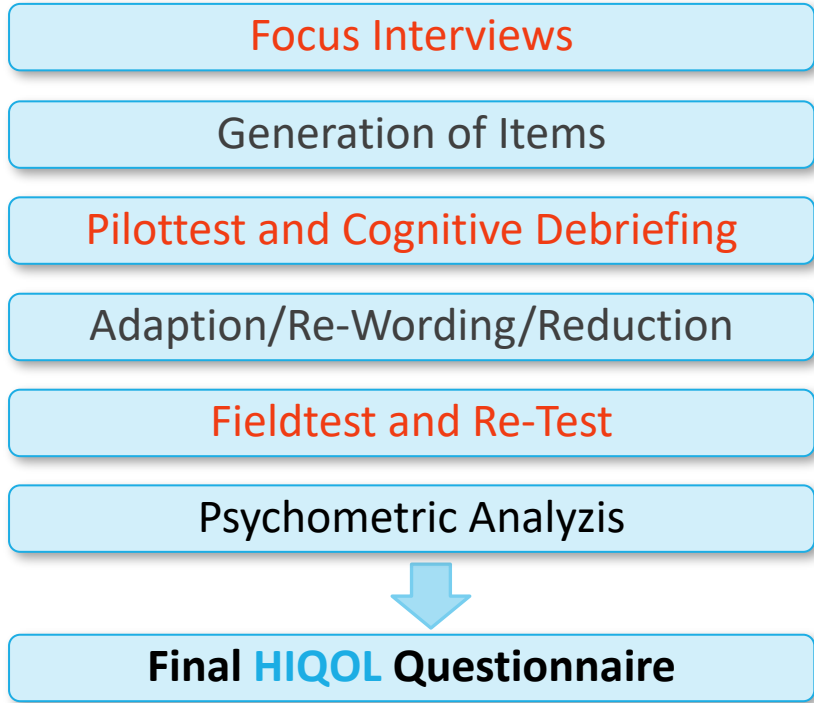 Focus Interviews
Generation of Items
Pilottest and Cognitive Debriefing
Adaption/Re-Wording/Reduction
Fieldtest and Re-Test
Psychometric Analyzis
Final HIQOL Questionnaire